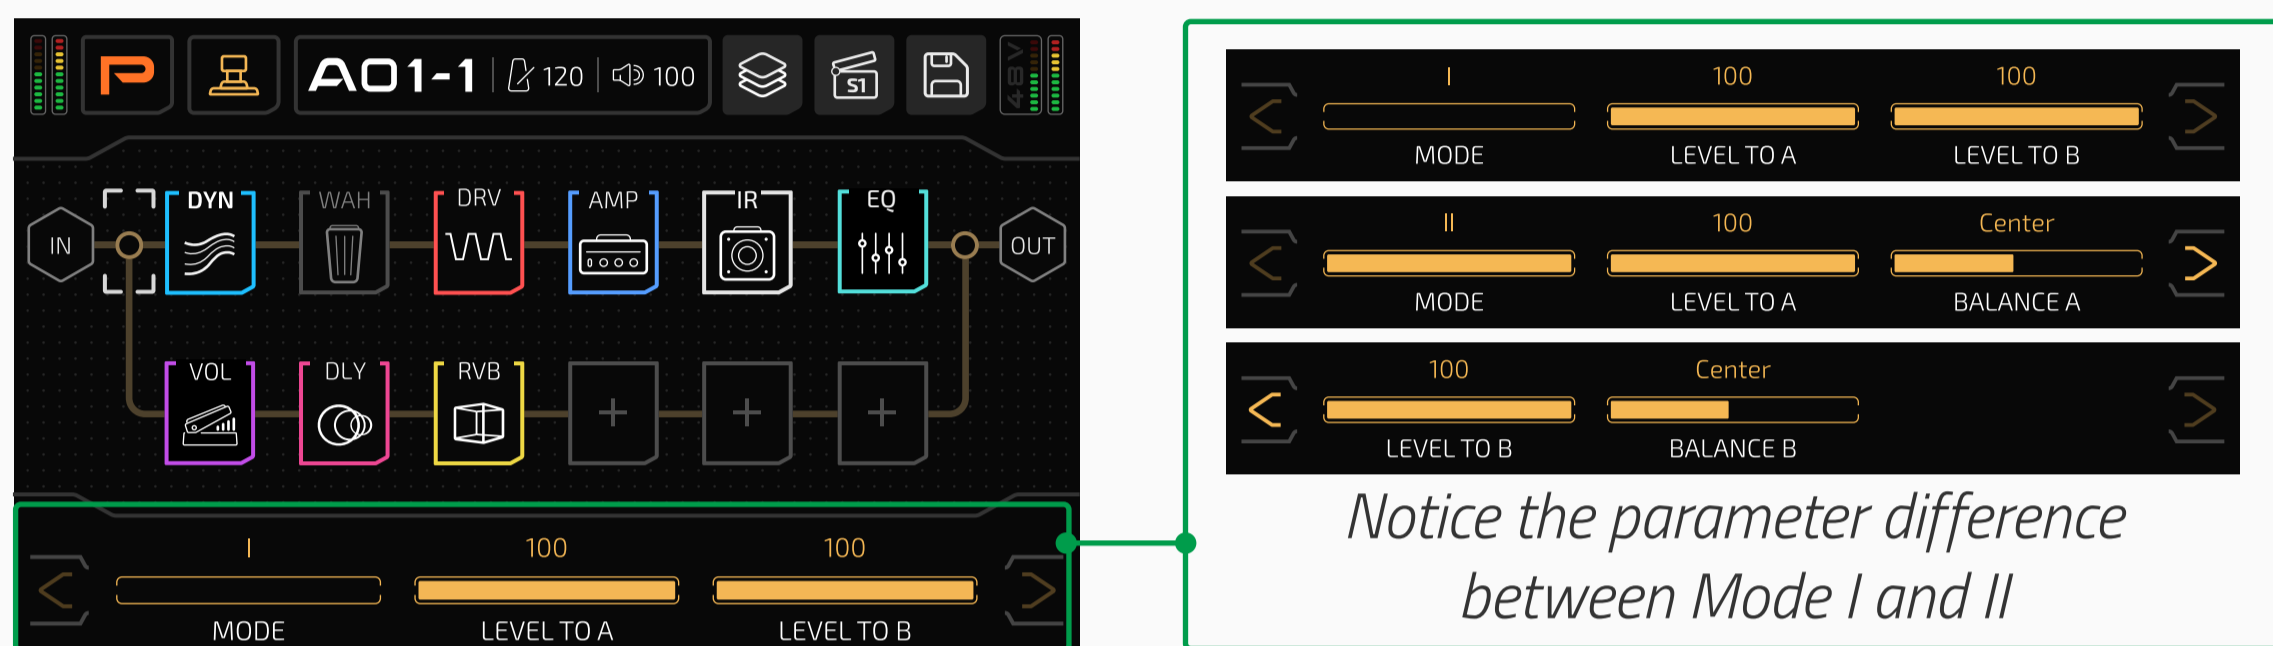 A01-1 120 100 S1 48V
DYN WAH DRV AMP IR EQ
IN OUT
VOL DLY RVB
I 100 100
MODE LEVEL TO A LEVEL TO B
I 100 100
MODE LEVEL TO A LEVEL TO B
II 100 Center
MODE LEVEL TO A BALANCE A
100 Center
LEVEL TO B BALANCE B
Notice the parameter difference
between Mode I and II